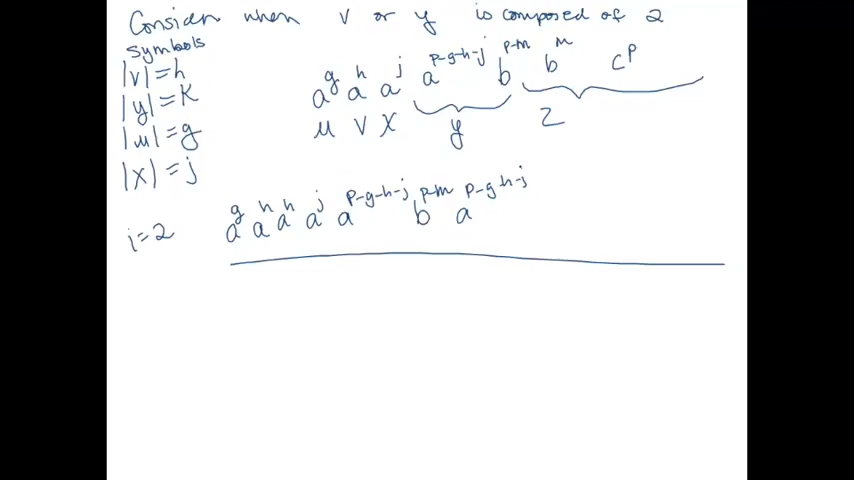 Consider when v or y is composed of 2
symbols
|v|=h
|y|=K
|u|=g
|x|=j
a^g a^h a^j a^{p-g-h-j} b^{p-m} b^m c^p
u v x y z
i=2 a^g a^h a^h a^j a^{p-g-h-j} b^{p-m} a^{p-g-h-j}